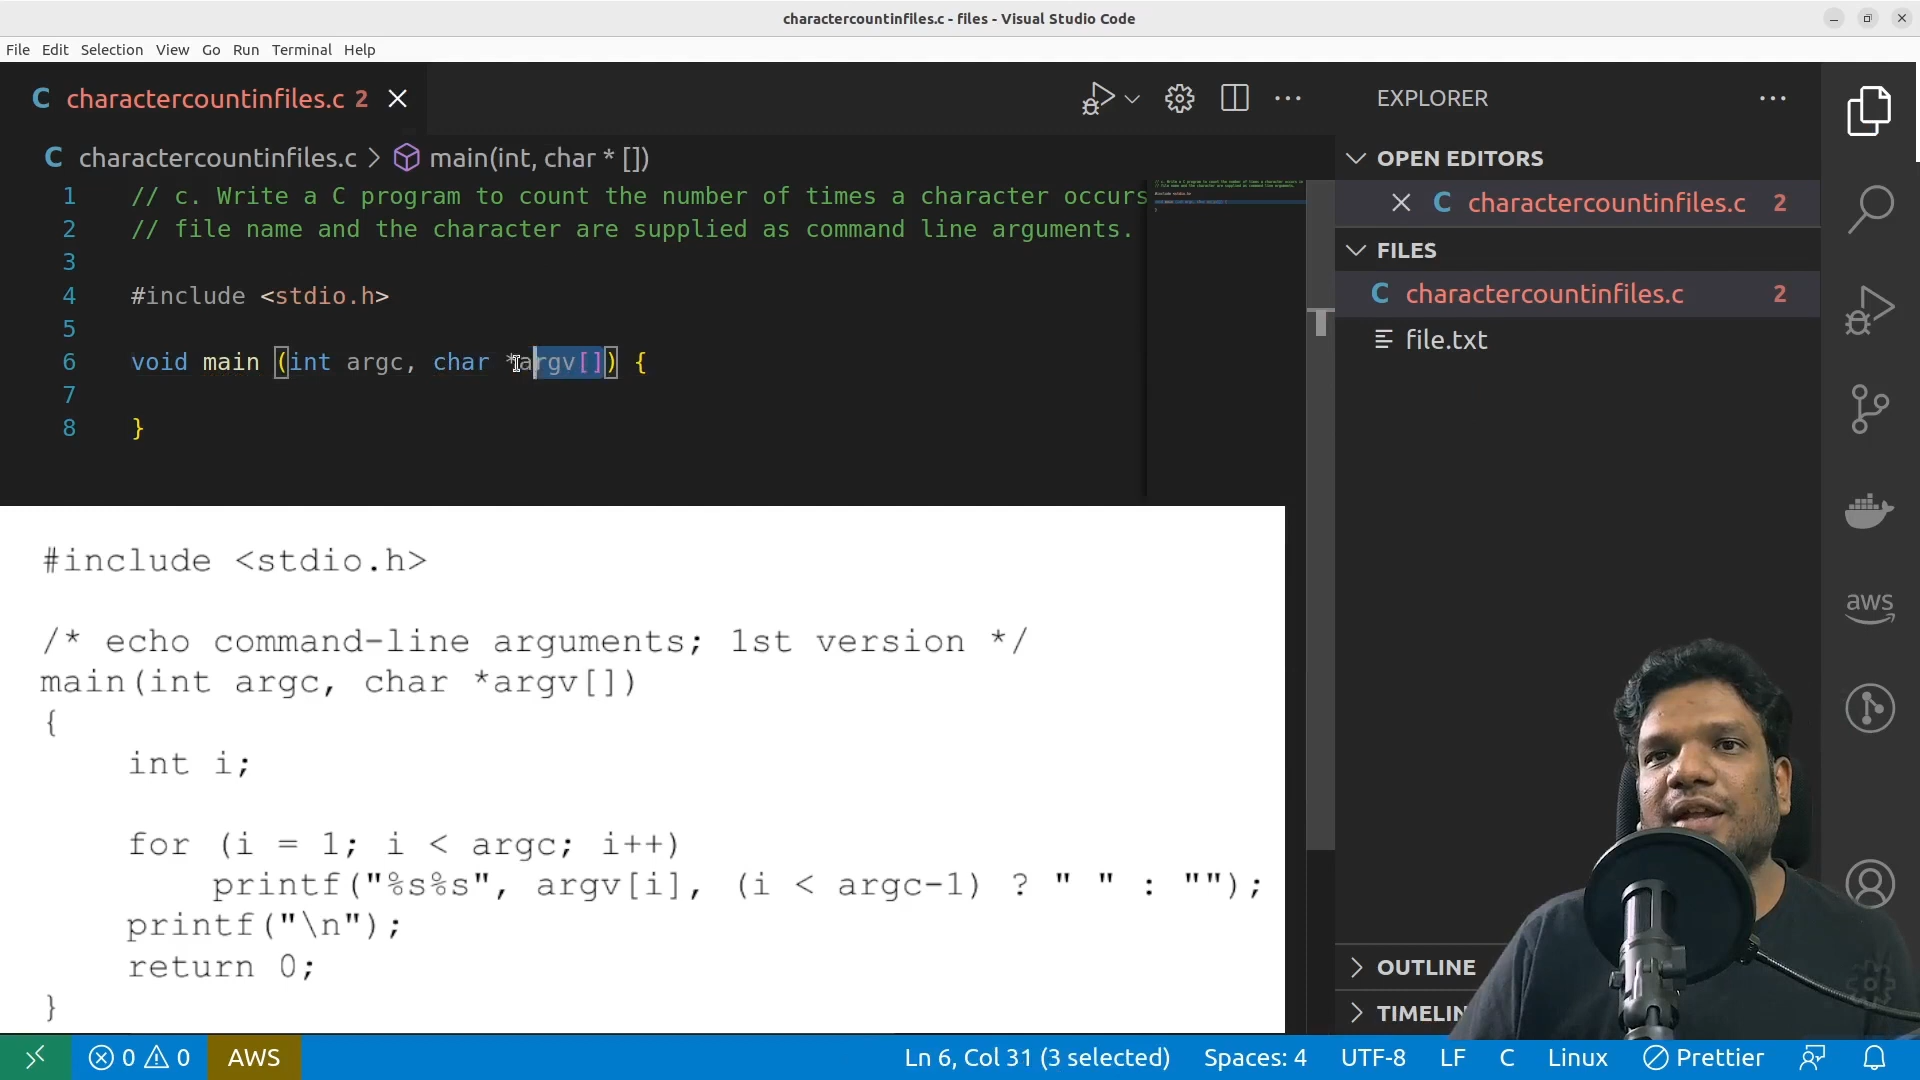 charactercountinfiles.c - files - Visual Studio Code
File Edit Selection View Go Run Terminal Help
C charactercountinfiles.c 2
EXPLORER
C charactercountinfiles.c > main(int, char * [])
OPEN EDITORS
C charactercountinfiles.c 2
FILES
C charactercountinfiles.c 2
file.txt
1 // c. Write a C program to count the number of times a character occurs
2 // file name and the character are supplied as command line arguments.
3
4 #include <stdio.h>
5
6 void main (int argc, char *argv[]) {
7
8 }
#include <stdio.h>
/* echo command-line arguments; 1st version */
main(int argc, char *argv[])
{
int i;
for (i = 1; i < argc; i++)
printf("%s%s", argv[i], (i < argc-1) ? " " : "");
printf("\n");
return 0;
}
aws
OUTLINE
TIMELIN
0 0 AWS Ln 6, Col 31 (3 selected) Spaces: 4 UTF-8 LF C Linux Prettier